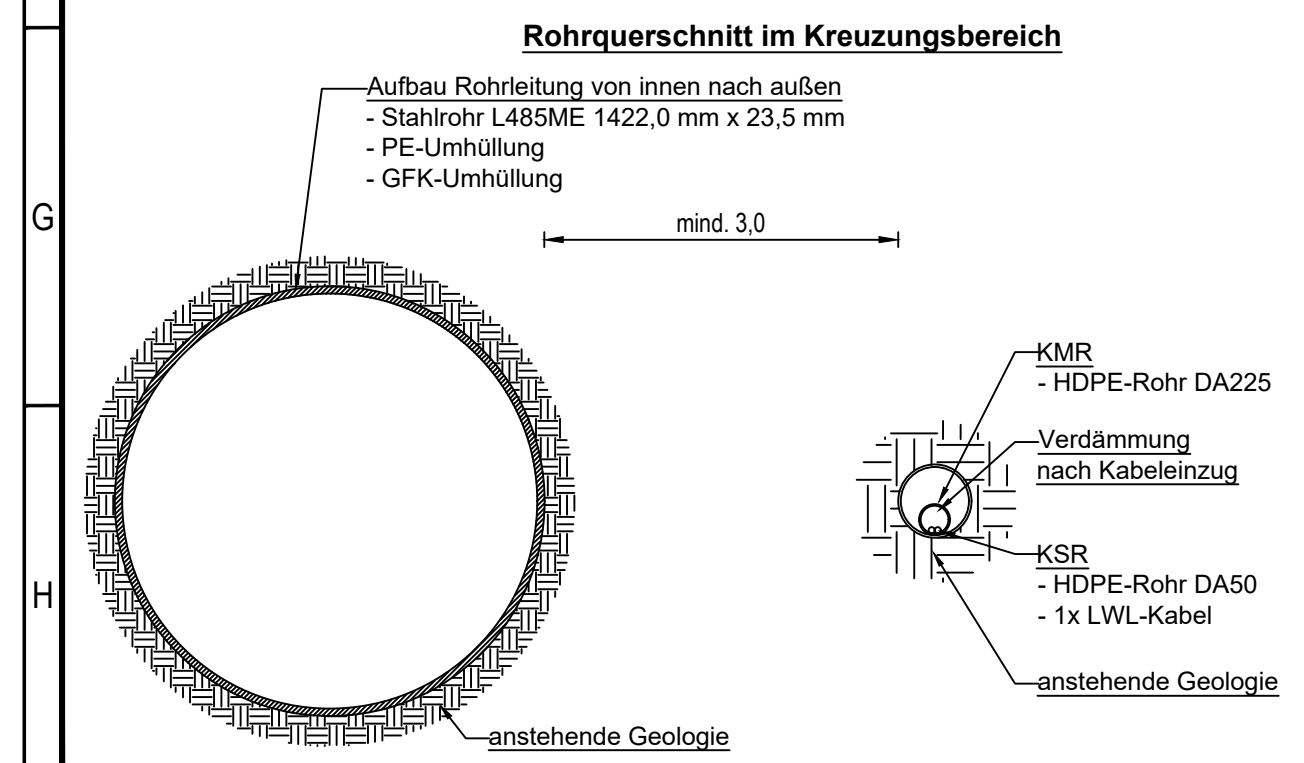 Rohrquerschnitt im Kreuzungsbereich
Aufbau Rohrleitung von innen nach außen
- Stahlrohr L485ME 1422,0 mm x 23,5 mm
- PE-Umhüllung
- GFK-Umhüllung
G
mind. 3,0
KMR
- HDPE-Rohr DA225
Verdämmung
nach Kabeleinzug
KSR
- HDPE-Rohr DA50
- 1x LWL-Kabel
H
anstehende Geologie
anstehende Geologie